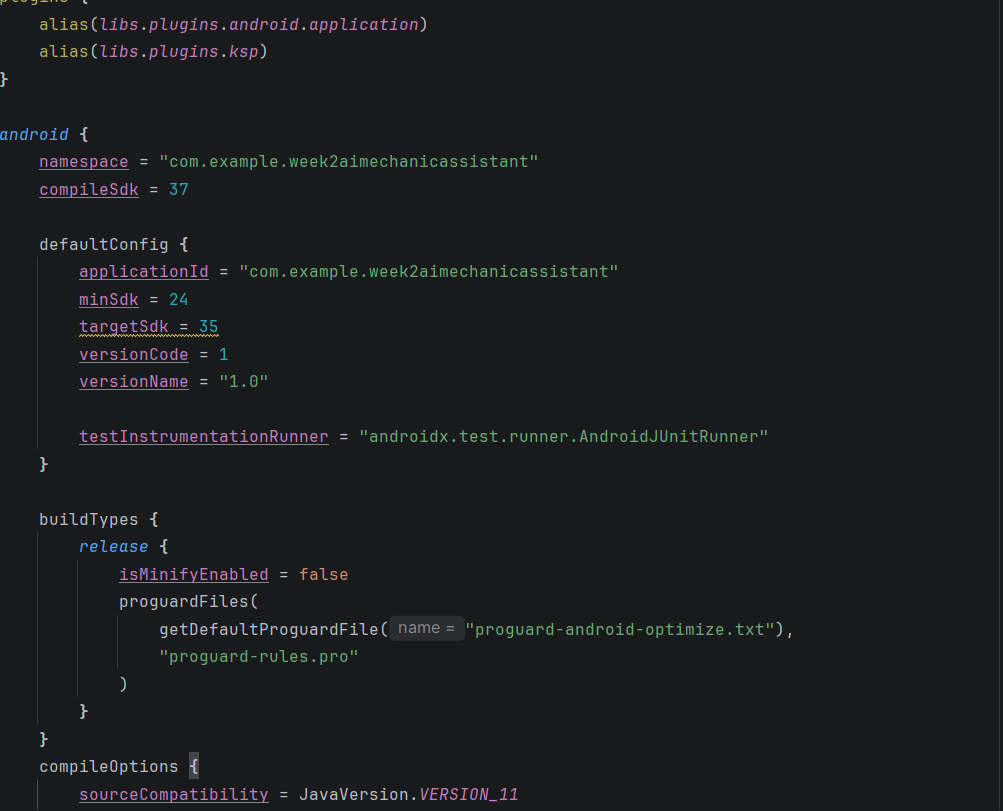 plugins {
    alias(libs.plugins.android.application)
    alias(libs.plugins.ksp)
}
android {
    namespace = "com.example.week2aimechanicassistant"
    compileSdk = 37
    defaultConfig {
        applicationId = "com.example.week2aimechanicassistant"
        minSdk = 24
        targetSdk = 35
        versionCode = 1
        versionName = "1.0"
        testInstrumentationRunner = "androidx.test.runner.AndroidJUnitRunner"
    }
    buildTypes {
        release {
            isMinifyEnabled = false
            proguardFiles(
                getDefaultProguardFile( name = "proguard-android-optimize.txt"),
                "proguard-rules.pro"
            )
        }
    }
    compileOptions {
        sourceCompatibility = JavaVersion.VERSION_11